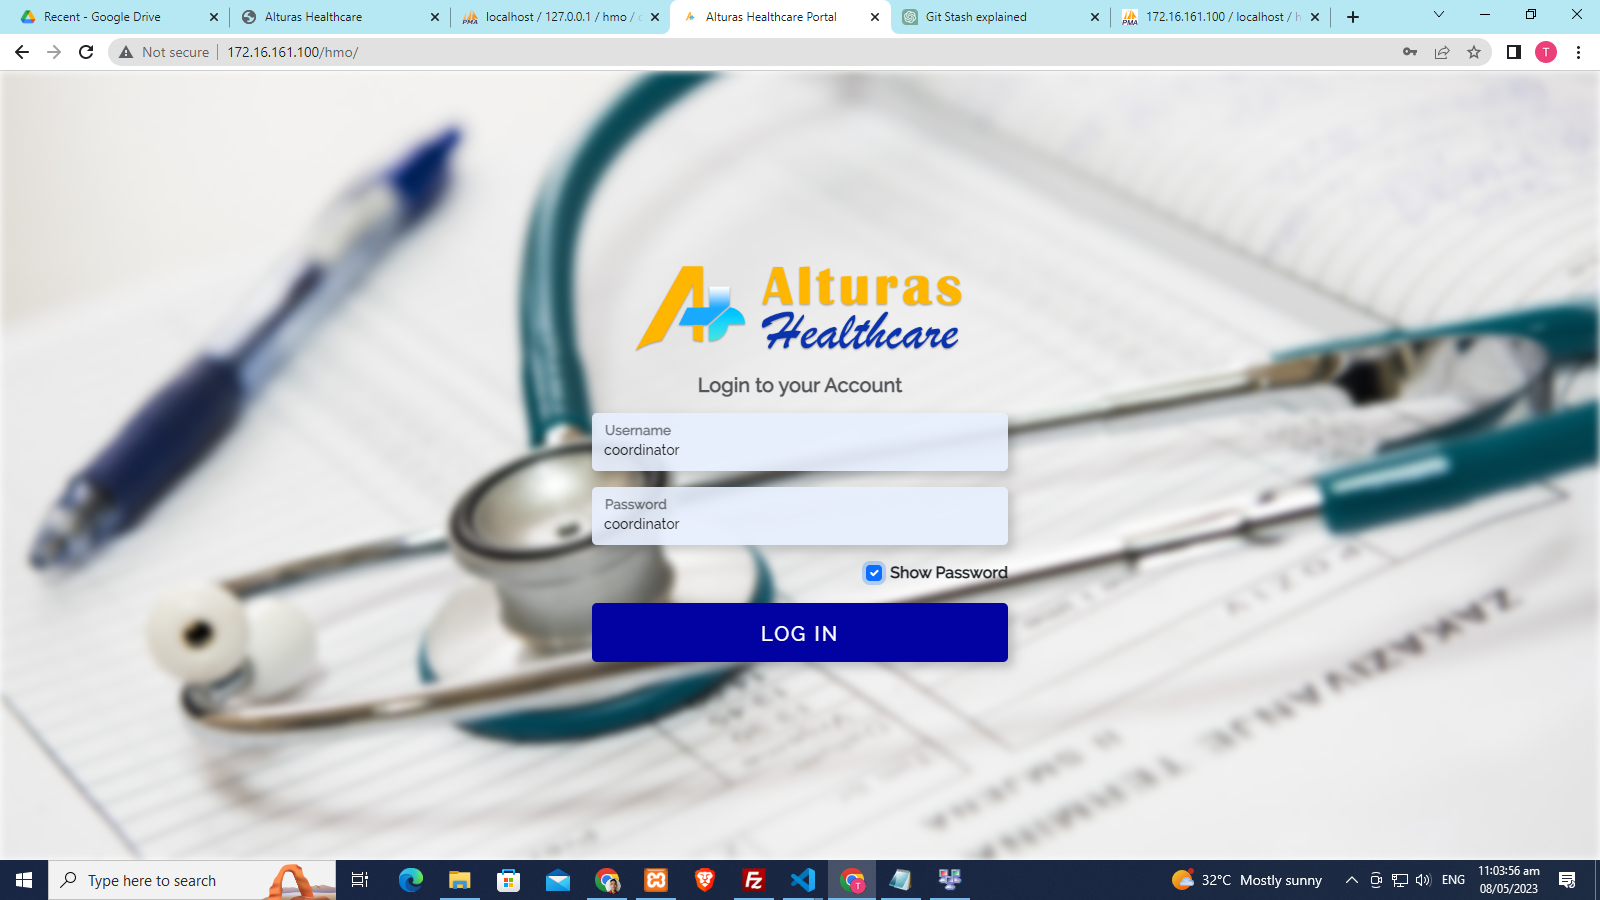 Recent - Google Drive
Alturas Healthcare
localhost / 127.0.0.1 / hmo /
Alturas Healthcare Portal
Git Stash explained
172.16.161.100 / localhost / h
Not secure
172.16.161.100/hmo/
T
Alturas
Healthcare
Login to your Account
Username
coordinator
Password
coordinator
Show Password
LOG IN
ZAKAZIVANJE TERMINA
Type here to search
32°C Mostly sunny
ENG
11:03:56 am
08/05/2023